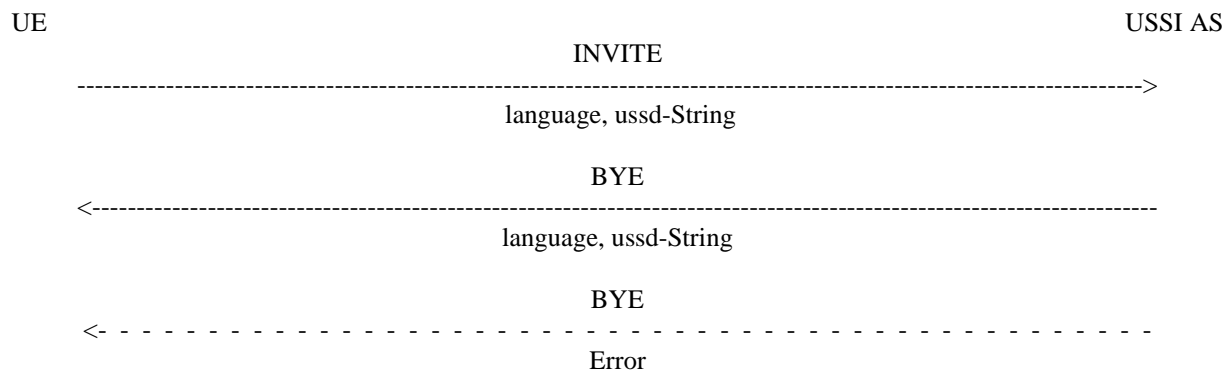 UE USSI AS
INVITE
------------------------------------------------------------------------------------------------------------------------>
language, ussd-String
BYE
<------------------------------------------------------------------------------------------------------------------------
language, ussd-String
BYE
<- - - - - - - - - - - - - - - - - - - - - - - - - - - - - - - - - - - - - - - - - - - - - - - - -
Error